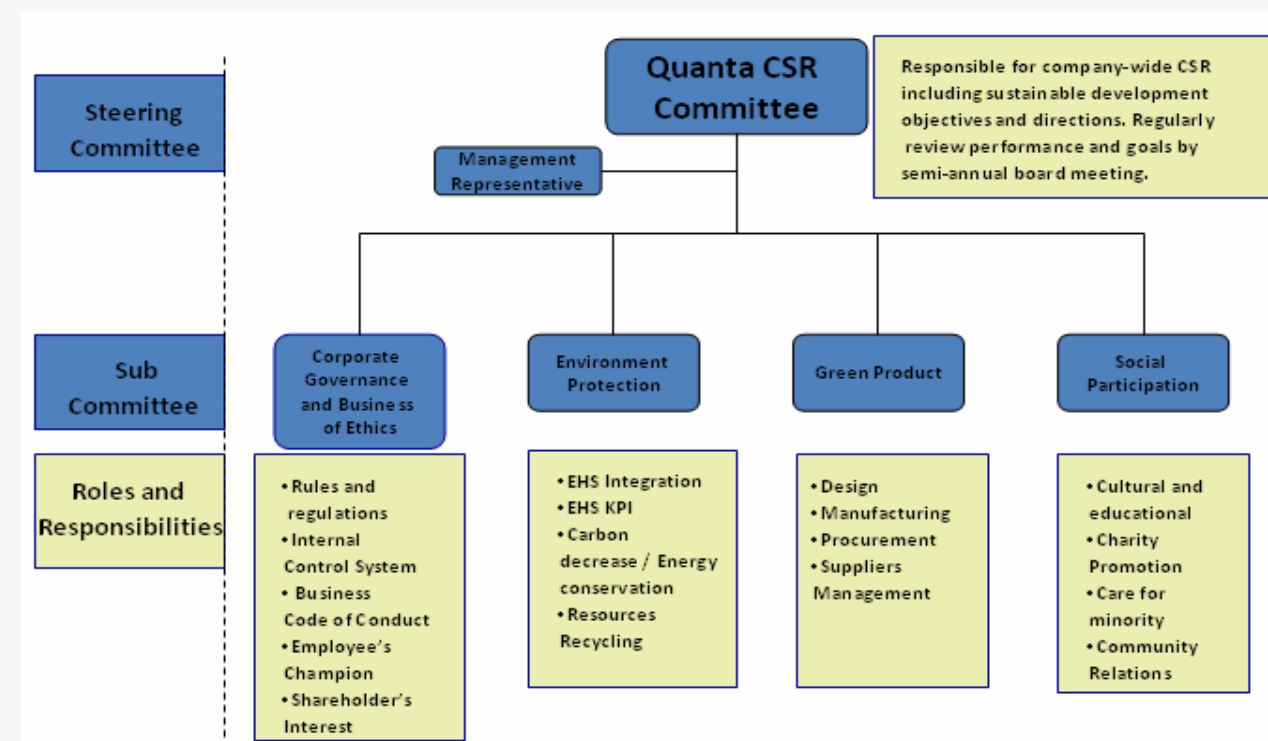 Quanta CSR
Committee
Responsible for company-wide CSR
including sustainable development
objectives and directions. Regularly
review performance and goals by
semi-annual board meeting.
Steering
Committee
Management
Representative
Sub
Committee
Corporate
Governance
and Business
of Ethics
Environment
Protection
Green Product
Social
Participation
Roles and
Responsibilities
•Rules and
regulations
•Internal
Control System
• Business
Code of Conduct
•Employee's
Champion
•Shareholder's
Interest
•EHS Integration
•EHS KPI
•Carbon
decrease / Energy
conservation
•Resources
Recycling
•Design
•Manufacturing
•Procurement
•Suppliers
Management
•Cultural and
educational
•Charity
Promotion
•Care for
minority
•Community
Relations